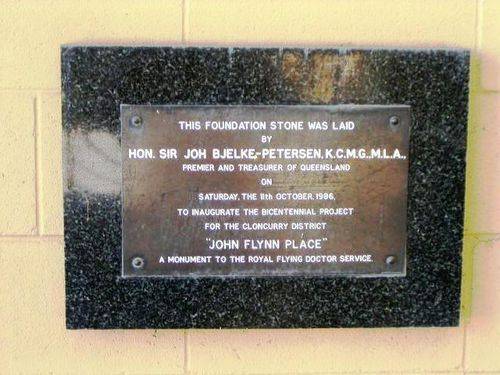 THIS FOUNDATION STONE WAS LAID
BY
HON. SIR JOH BJELKE-PETERSEN, K.C.M.G., M.L.A.,
PREMIER AND TREASURER OF QUEENSLAND
ON
SATURDAY, THE 11th OCTOBER, 1986,
TO INAUGURATE THE BICENTENNIAL PROJECT
FOR THE CLONCURRY DISTRICT
"JOHN FLYNN PLACE"
A MONUMENT TO THE ROYAL FLYING DOCTOR SERVICE.